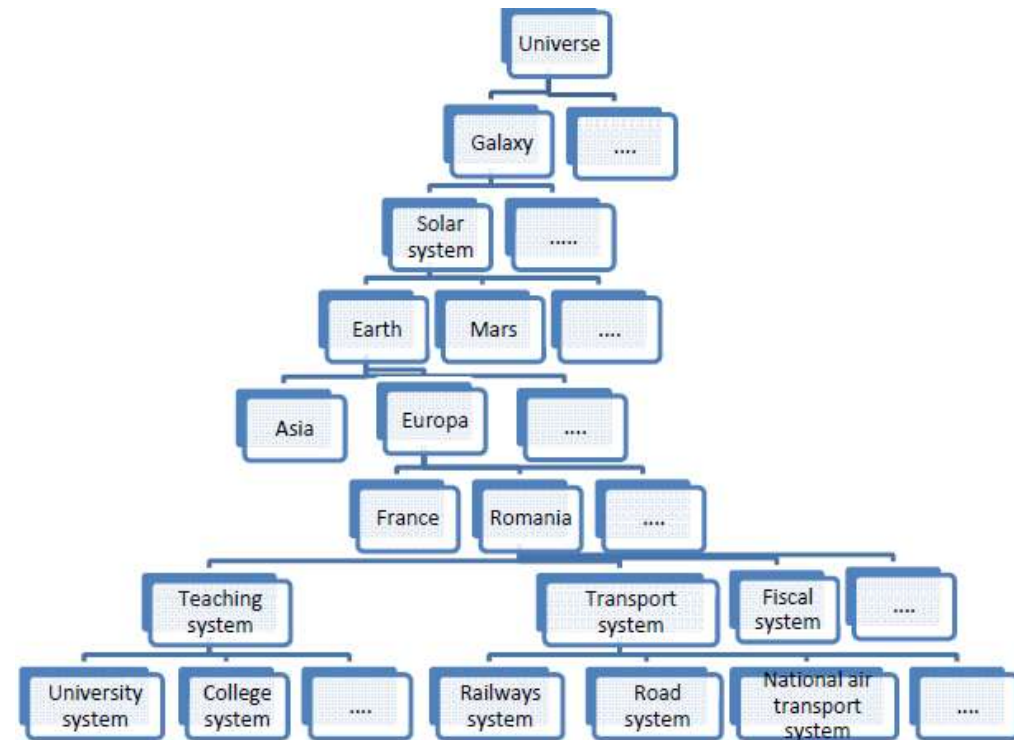 Universe
Galaxy
....
Solar
system
.....
Earth
Mars
....
Asia
Europa
....
France
Romania
....
Teaching
system
Transport
system
Fiscal
system
....
University
system
College
system
....
Railways
system
Road
system
National air
transport
system
....